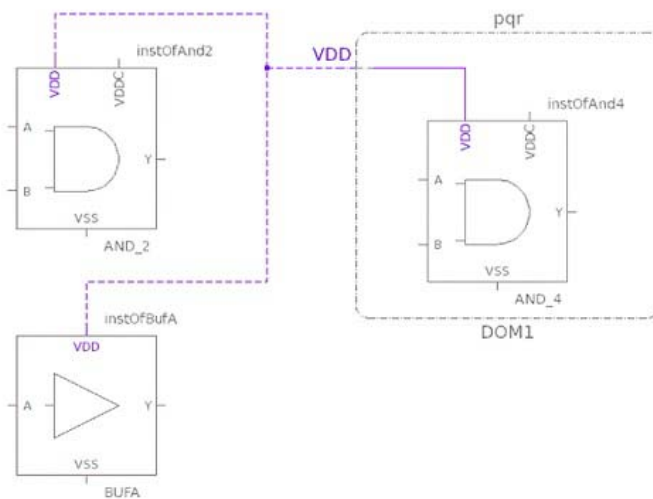 pqr
instOfAnd2
VDD
VDD
VDDC
A
Y
B
VSS
AND_2
instOfAnd4
VDD
VDDC
A
Y
B
VSS
AND_4
DOM1
instOfBufA
VDD
A
Y
VSS
BUFA